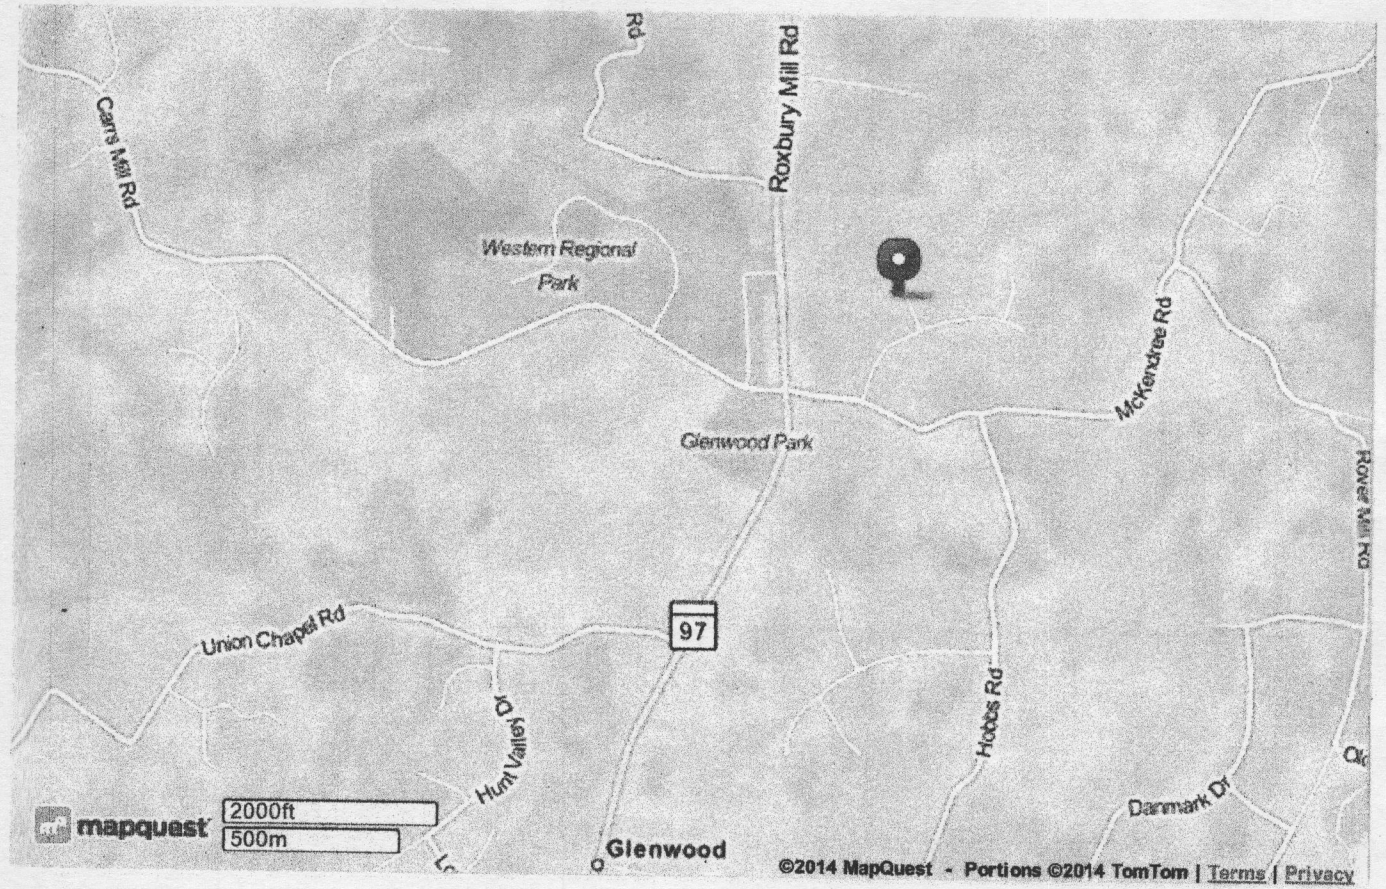 Rd
Roxbury Mill Rd
Carrs Mill Rd
Western Regional
Park
McKendree Rd
Glenwood Park
Rover Mill Rd
97
Union Chapel Rd
Hunt Valley Dr
Hobbs Rd
Danmark Dr
Old
Glenwood
mapquest
2000ft
500m
Lo
©2014 MapQuest - Portions ©2014 TomTom | Terms | Privacy